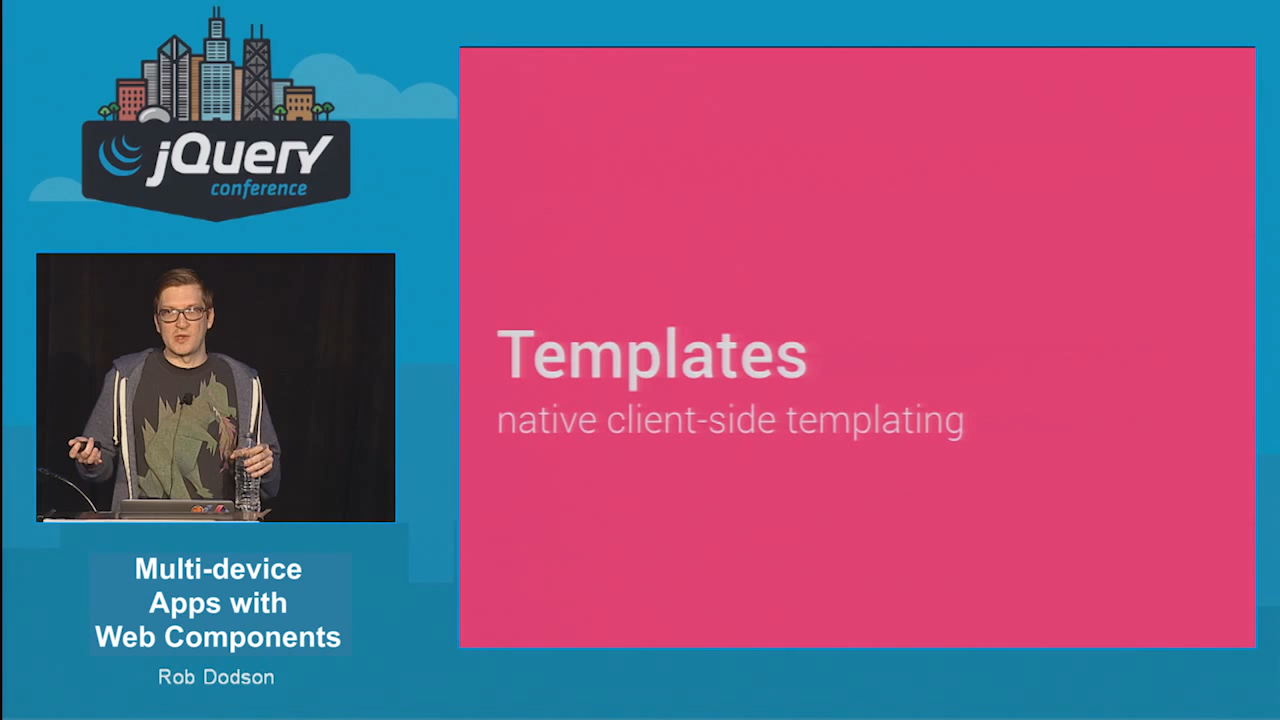 jQuery
conference
Templates
native client-side templating
Multi-device
Apps with
Web Components
Rob Dodson